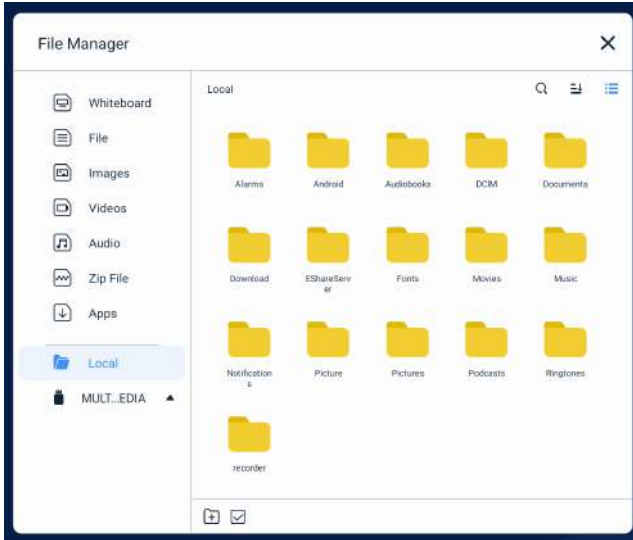 File Manager
Whiteboard
File
Images
Videos
Audio
Zip File
Apps
Local
MULT...EDIA
Local
Alarms
Android
Audiobooks
DCIM
Documents
Download
EShareServ
er
Fonts
Movies
Music
Notification
s
Picture
Pictures
Podcasts
Ringtones
recorder